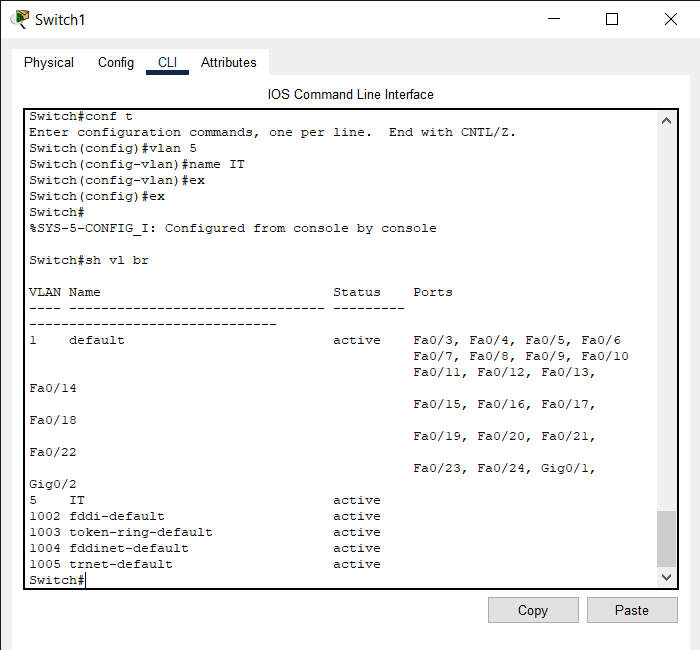 Switch1
Physical Config CLI Attributes
IOS Command Line Interface
Switch#conf t
Enter configuration commands, one per line.  End with CNTL/Z.
Switch(config)#vlan 5
Switch(config-vlan)#name IT
Switch(config-vlan)#ex
Switch(config)#ex
Switch#
%SYS-5-CONFIG_I: Configured from console by console
Switch#sh vl br
VLAN Name                             Status    Ports
---- -------------------------------- ---------
-------------------------------
1    default                          active    Fa0/3, Fa0/4, Fa0/5, Fa0/6
                                                Fa0/7, Fa0/8, Fa0/9, Fa0/10
                                                Fa0/11, Fa0/12, Fa0/13,
Fa0/14
                                                Fa0/15, Fa0/16, Fa0/17,
Fa0/18
                                                Fa0/19, Fa0/20, Fa0/21,
Fa0/22
                                                Fa0/23, Fa0/24, Gig0/1,
Gig0/2
5    IT                               active
1002 fddi-default                     active
1003 token-ring-default               active
1004 fddinet-default                  active
1005 trnet-default                    active
Switch#
Copy Paste